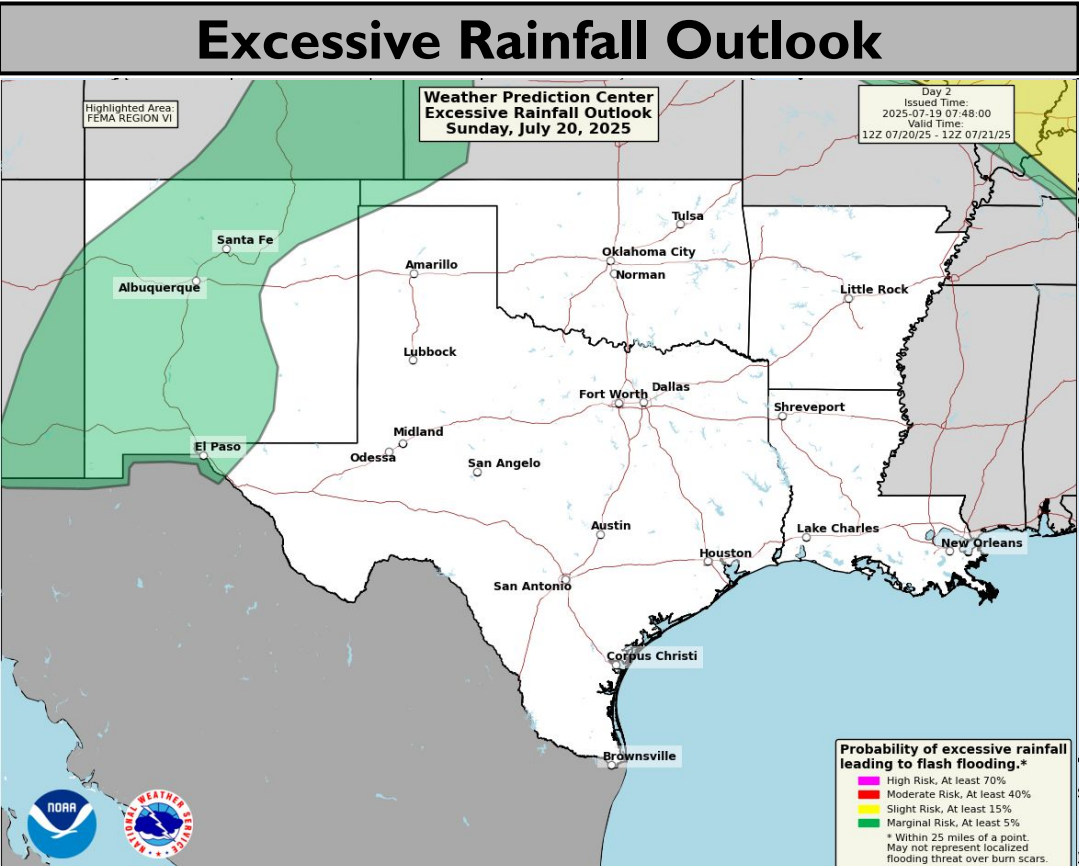 Excessive Rainfall Outlook
Highlighted Area:
FEMA REGION VI
Weather Prediction Center
Excessive Rainfall Outlook
Sunday, July 20, 2025
Day 2
Issued Time:
2025-07-19 07:48:00
Valid Time:
12Z 07/20/25 - 12Z 07/21/25
Santa Fe
Albuquerque
Amarillo
Tulsa
Oklahoma City
Norman
Little Rock
Lubbock
Fort Worth
Dallas
Shreveport
El Paso
Midland
Odessa
San Angelo
Austin
Lake Charles
New Orleans
Houston
San Antonio
Corpus Christi
Brownsville
Probability of excessive rainfall
leading to flash flooding.*
High Risk, At least 70%
Moderate Risk, At least 40%
Slight Risk, At least 15%
Marginal Risk, At least 5%
* Within 25 miles of a point.
May not represent localized
flooding threat over burn scars.
NOAA
NATIONAL WEATHER SERVICE